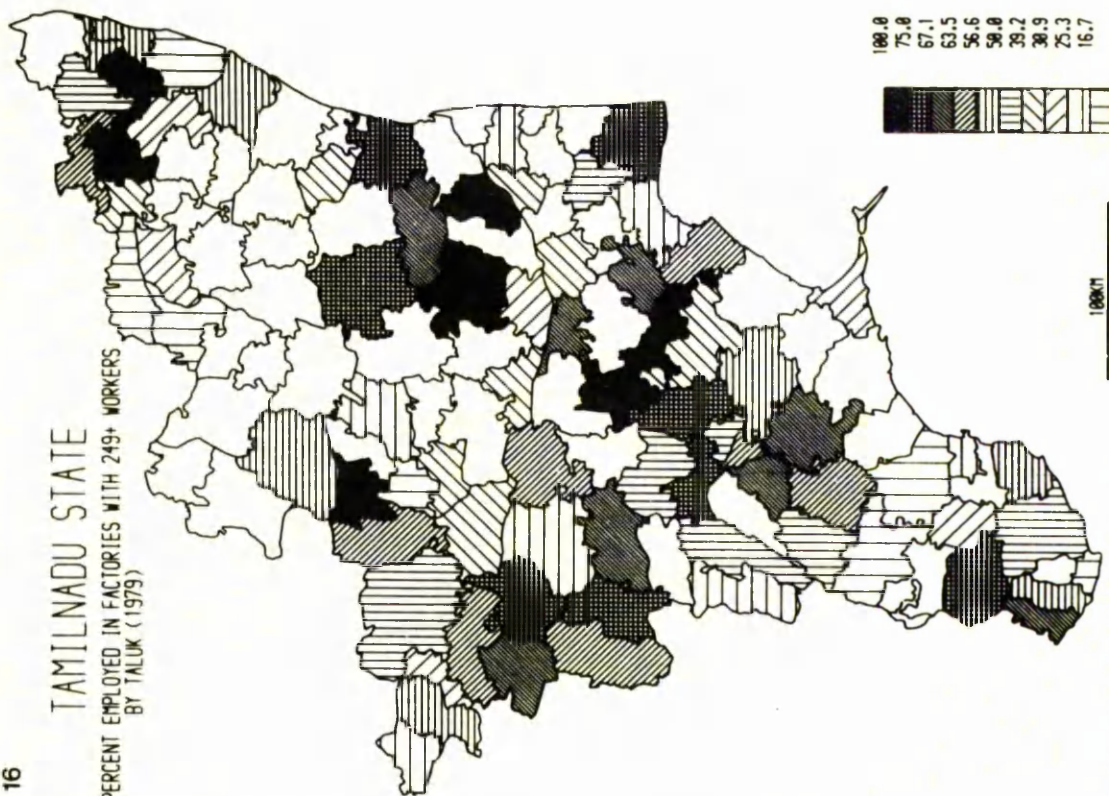 16
TAMILNADU STATE
PERCENT EMPLOYED IN FACTORIES WITH 249+ WORKERS
BY TALUK (1979)
100.0
75.0
67.1
63.5
56.6
50.0
39.2
30.9
25.3
16.7
100KM